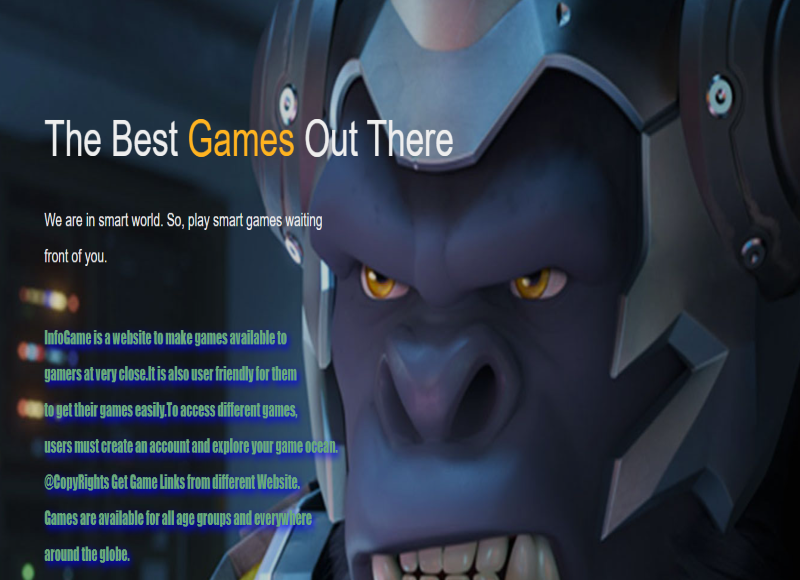 The Best Games Out There
We are in smart world. So, play smart games waiting
front of you.
InfoGame is a website to make games available to
gamers at very close.It is also user friendly for them
to get their games easily.To access different games,
users must create an account and explore your game ocean.
@CopyRights Get Game Links from different Website.
Games are available for all age groups and everywhere
around the globe.